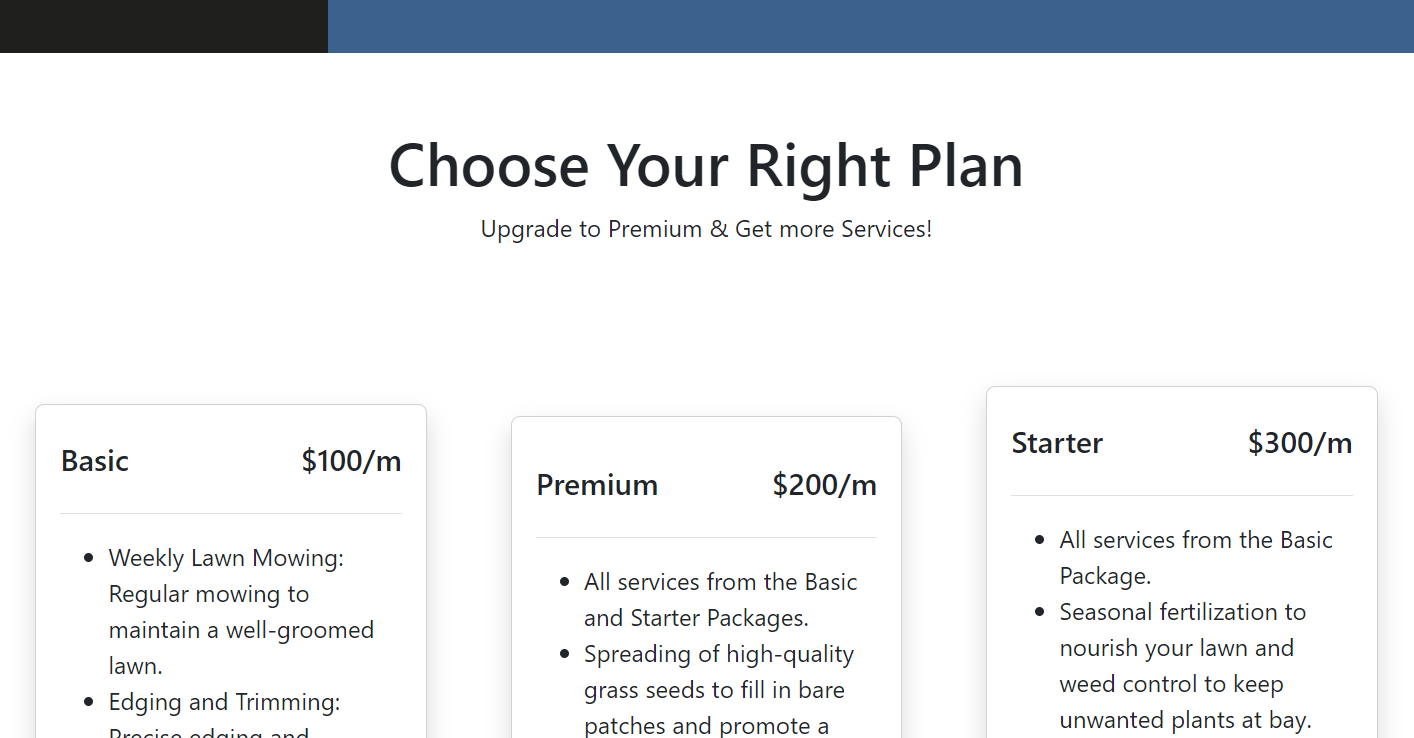 Choose Your Right Plan
Upgrade to Premium & Get more Services!
Basic $100/m
Weekly Lawn Mowing:
Regular mowing to
maintain a well-groomed
lawn.
Edging and Trimming:
Precise edging and
Premium $200/m
All services from the Basic
and Starter Packages.
Spreading of high-quality
grass seeds to fill in bare
patches and promote a
Starter $300/m
All services from the Basic
Package.
Seasonal fertilization to
nourish your lawn and
weed control to keep
unwanted plants at bay.